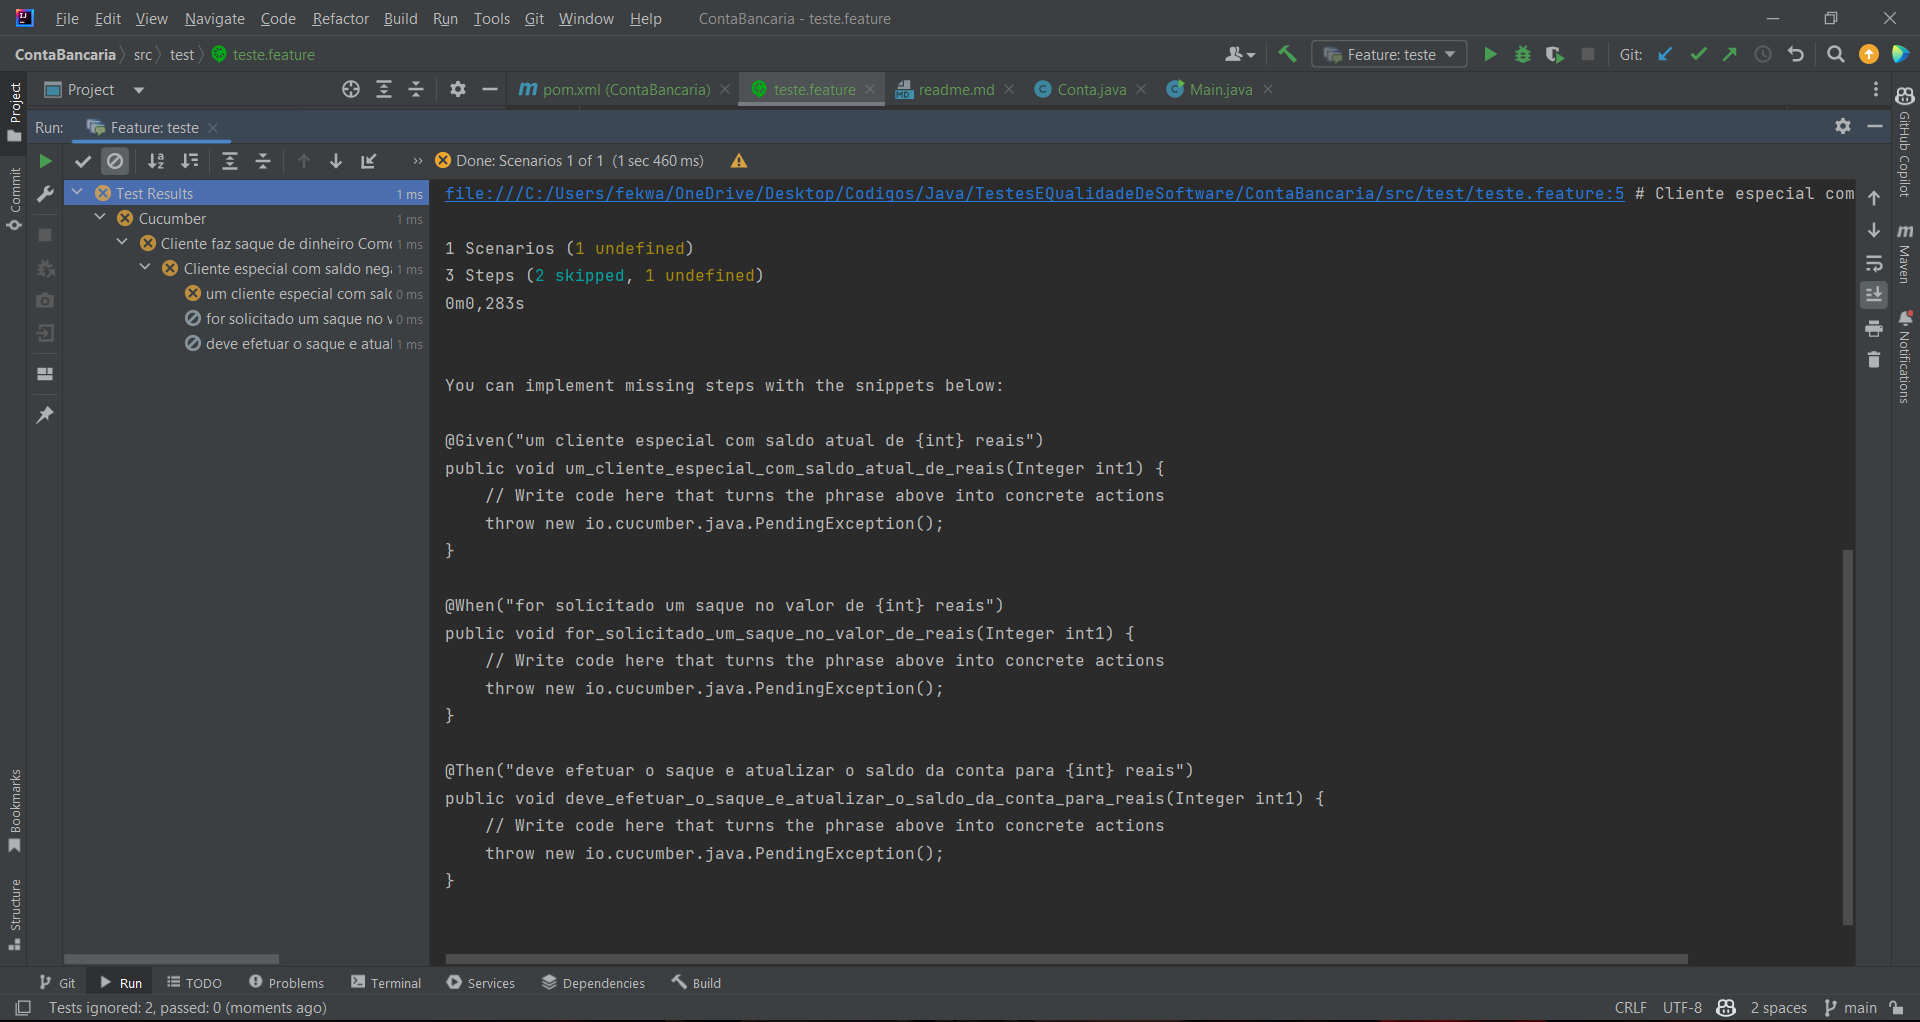 File Edit View Navigate Code Refactor Build Run Tools Git Window Help ContaBancaria - teste.feature
ContaBancaria src test teste.feature Feature: teste Git:
Project pom.xml (ContaBancaria) teste.feature readme.md Conta.java Main.java
Run: Feature: teste
Done: Scenarios 1 of 1 (1 sec 460 ms)
Test Results 1 ms
Cucumber 1 ms
Cliente faz saque de dinheiro Como 1 ms
Cliente especial com saldo neg 1 ms
um cliente especial com sald 0 ms
for solicitado um saque no v 0 ms
deve efetuar o saque e atual 1 ms
file:///C:/Users/fekwa/OneDrive/Desktop/Codigos/Java/TestesEQualidadeDeSoftware/ContaBancaria/src/test/teste.feature:5 # Cliente especial com
1 Scenarios (1 undefined)
3 Steps (2 skipped, 1 undefined)
0m0,283s
You can implement missing steps with the snippets below:
@Given("um cliente especial com saldo atual de {int} reais")
public void um_cliente_especial_com_saldo_atual_de_reais(Integer int1) {
// Write code here that turns the phrase above into concrete actions
throw new io.cucumber.java.PendingException();
}
@When("for solicitado um saque no valor de {int} reais")
public void for_solicitado_um_saque_no_valor_de_reais(Integer int1) {
// Write code here that turns the phrase above into concrete actions
throw new io.cucumber.java.PendingException();
}
@Then("deve efetuar o saque e atualizar o saldo da conta para {int} reais")
public void deve_efetuar_o_saque_e_atualizar_o_saldo_da_conta_para_reais(Integer int1) {
// Write code here that turns the phrase above into concrete actions
throw new io.cucumber.java.PendingException();
}
Project
Commit
Bookmarks
Structure
GitHub Copilot
Maven
Notifications
Git Run TODO Problems Terminal Services Dependencies Build
Tests ignored: 2, passed: 0 (moments ago) CRLF UTF-8 2 spaces main